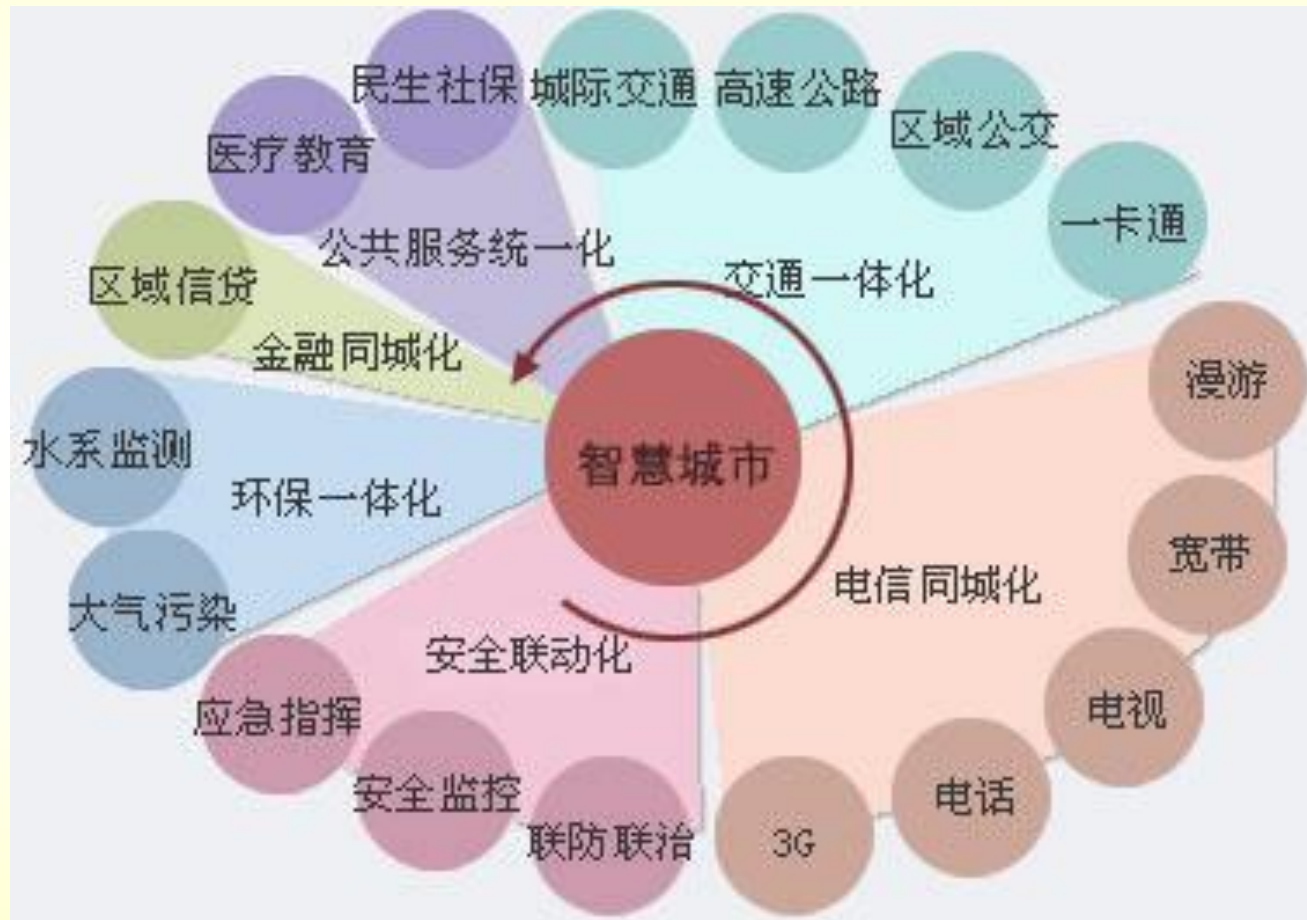 民生社保
城际交通
高速公路
医疗教育
区域公交
一卡通
公共服务统一化
区域信贷
交通一体化
金融同城化
漫游
水系监测
智慧城市
环保一体化
宽带
电信同城化
大气污染
安全联动化
应急指挥
电视
安全监控
电话
联防联治
3G